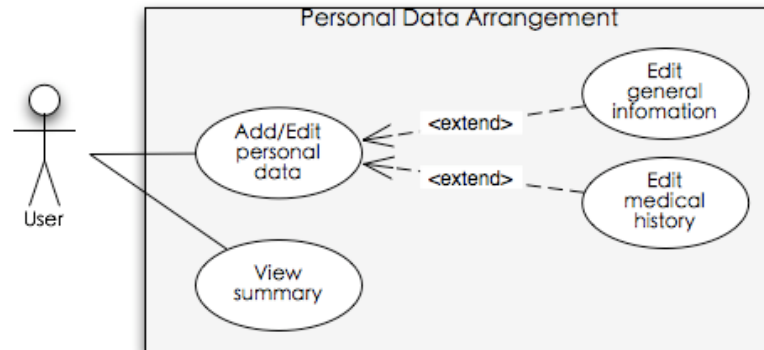 Personal Data Arrangement
Edit
general
infomation
<extend>
Add/Edit
personal
data
<extend>
Edit
medical
history
User
View
summary